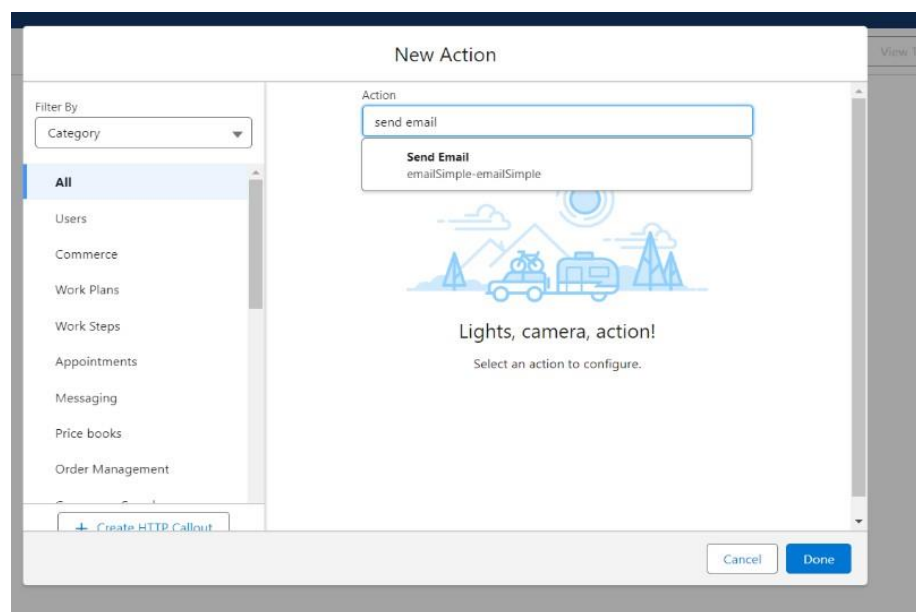 New Action
View
Filter By
Category
All
Users
Commerce
Work Plans
Work Steps
Appointments
Messaging
Price books
Order Management
+ Create HTTP Callout
Action
send email
Send Email
emailSimple-emailSimple
Lights, camera, action!
Select an action to configure.
Cancel
Done